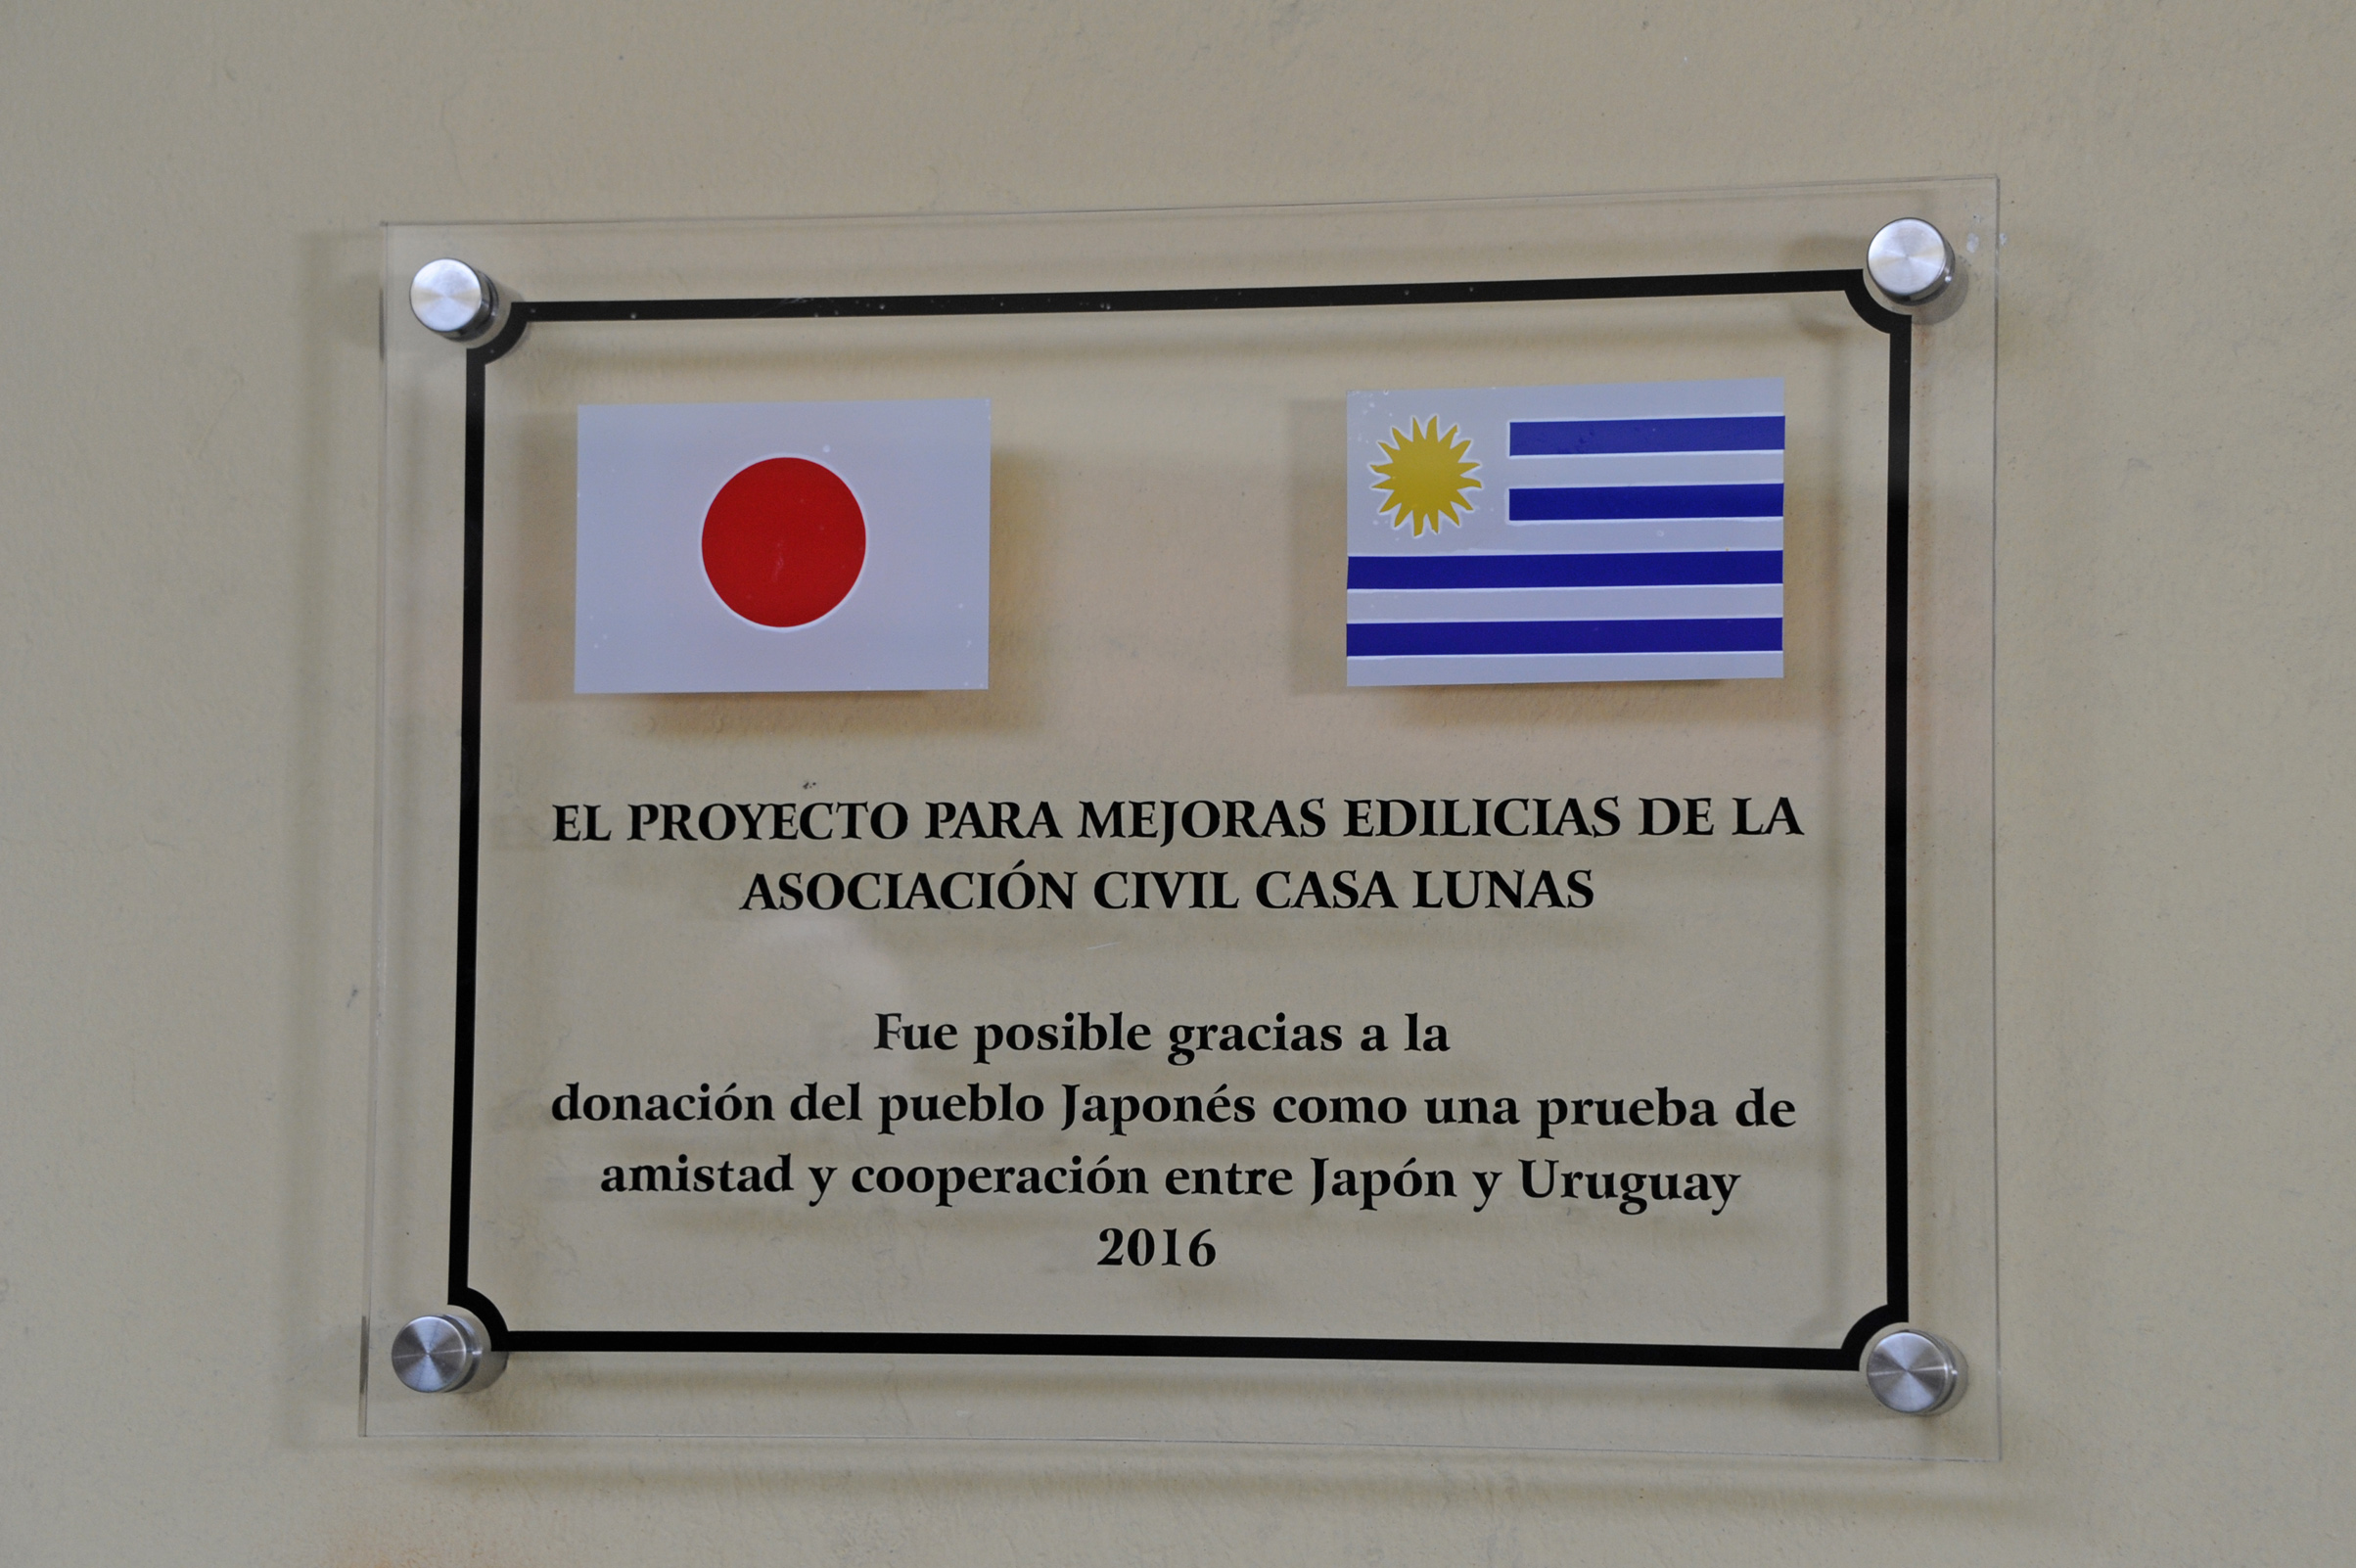 EL PROYECTO PARA MEJORAS EDILICIAS DE LA
ASOCIACIÓN CIVIL CASA LUNAS
Fue posible gracias a la
donación del pueblo Japonés como una prueba de
amistad y cooperación entre Japón y Uruguay
2016